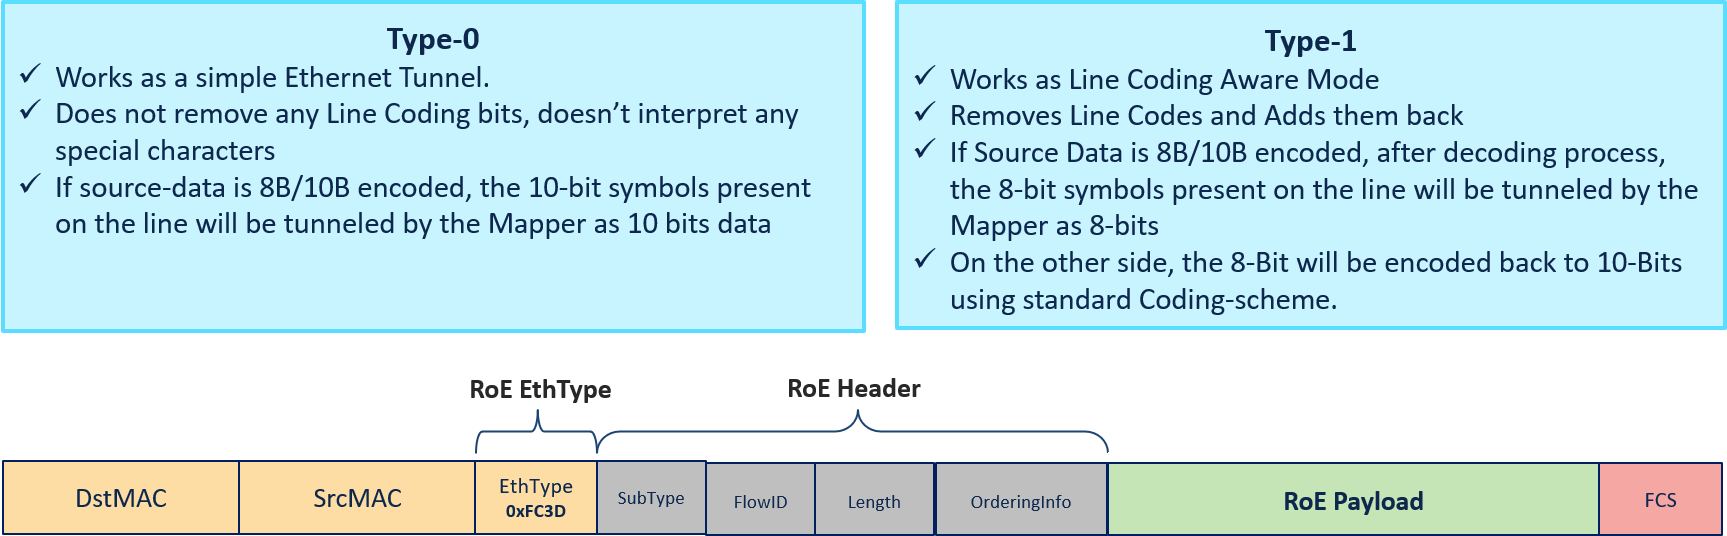 Type-0
✓ Works as a simple Ethernet Tunnel.
✓ Does not remove any Line Coding bits, doesn’t interpret any
special characters
✓ If source-data is 8B/10B encoded, the 10-bit symbols present
on the line will be tunneled by the Mapper as 10 bits data
Type-1
✓ Works as Line Coding Aware Mode
✓ Removes Line Codes and Adds them back
✓ If Source Data is 8B/10B encoded, after decoding process,
the 8-bit symbols present on the line will be tunneled by the
Mapper as 8-bits
✓ On the other side, the 8-Bit will be encoded back to 10-Bits
using standard Coding-scheme.
RoE EthType
RoE Header
DstMAC
SrcMAC
EthType
0xFC3D
SubType
FlowID
Length
OrderingInfo
RoE Payload
FCS